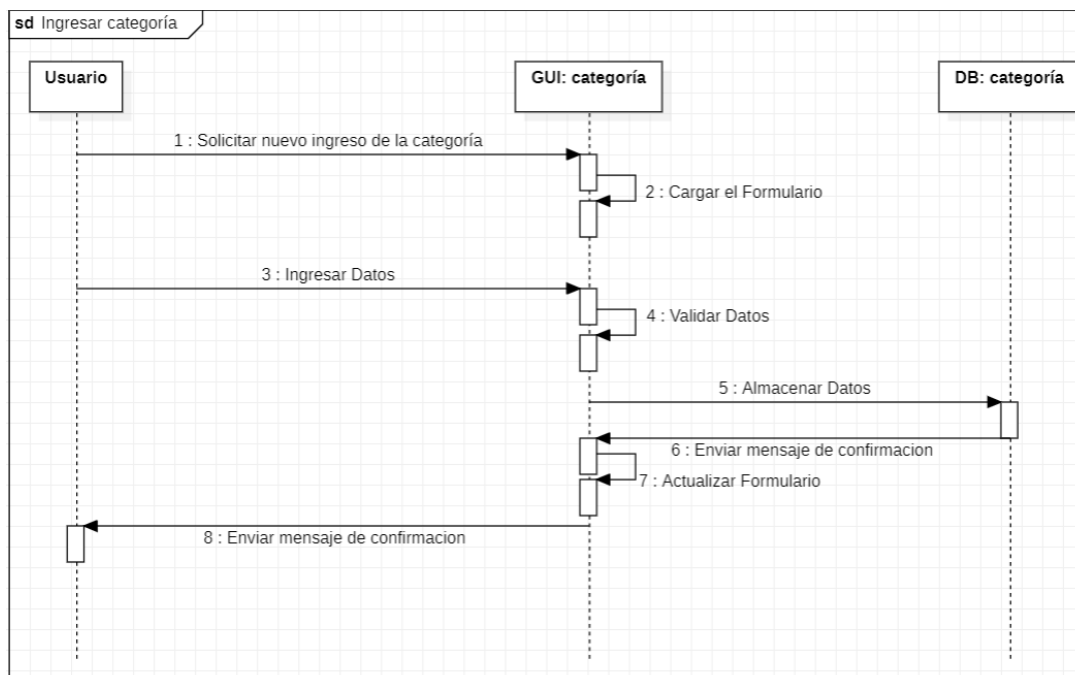 sd Ingresar categoría
Usuario
GUI: categoría
DB: categoría
1 : Solicitar nuevo ingreso de la categoría
2 : Cargar el Formulario
3 : Ingresar Datos
4 : Validar Datos
5 : Almacenar Datos
6 : Enviar mensaje de confirmacion
7 : Actualizar Formulario
8 : Enviar mensaje de confirmacion